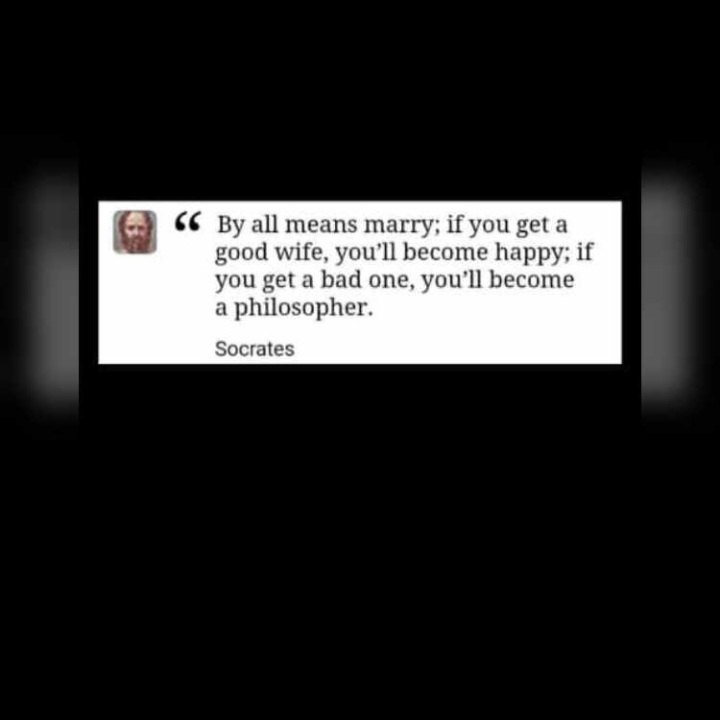 “ By all means marry; if you get a
good wife, you’ll become happy; if
you get a bad one, you’ll become
a philosopher.
Socrates